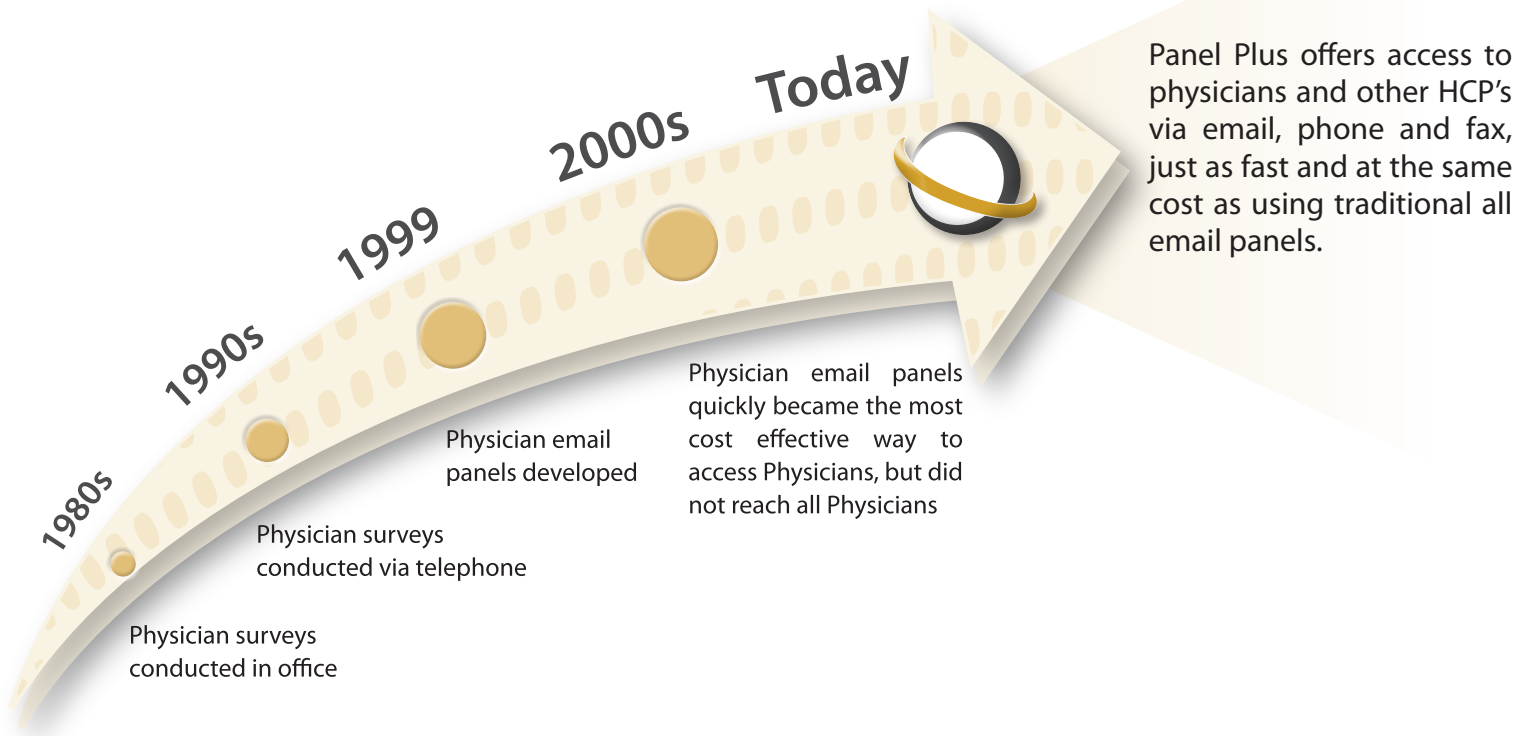 1980s
Physician surveys
conducted in office
1990s
Physician surveys
conducted via telephone
1999
Physician email
panels developed
2000s
Physician email panels
quickly became the most
cost effective way to
access Physicians, but did
not reach all Physicians
Today
Panel Plus offers access to
physicians and other HCP's
via email, phone and fax,
just as fast and at the same
cost as using traditional all
email panels.